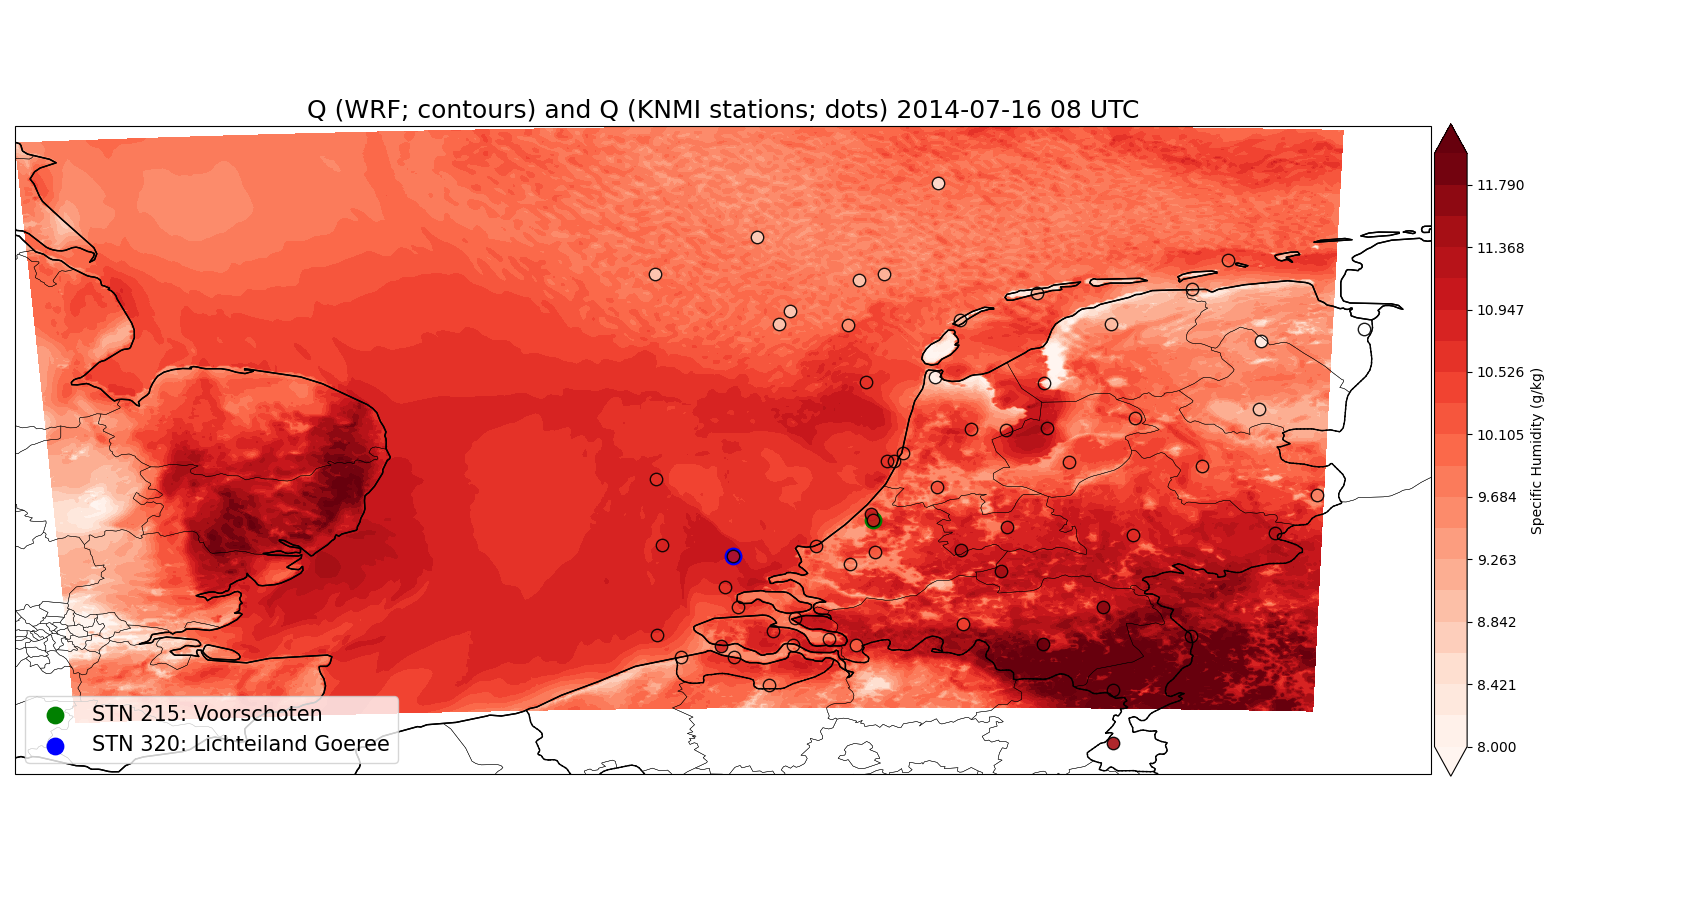 Q (WRF; contours) and Q (KNMI stations; dots) 2014-07-16 08 UTC
11.790
11.368
10.947
10.526
10.105
9.684
9.263
8.842
8.421
8.000
Specific Humidity (g/kg)
STN 215: Voorschoten
STN 320: Lichteiland Goeree